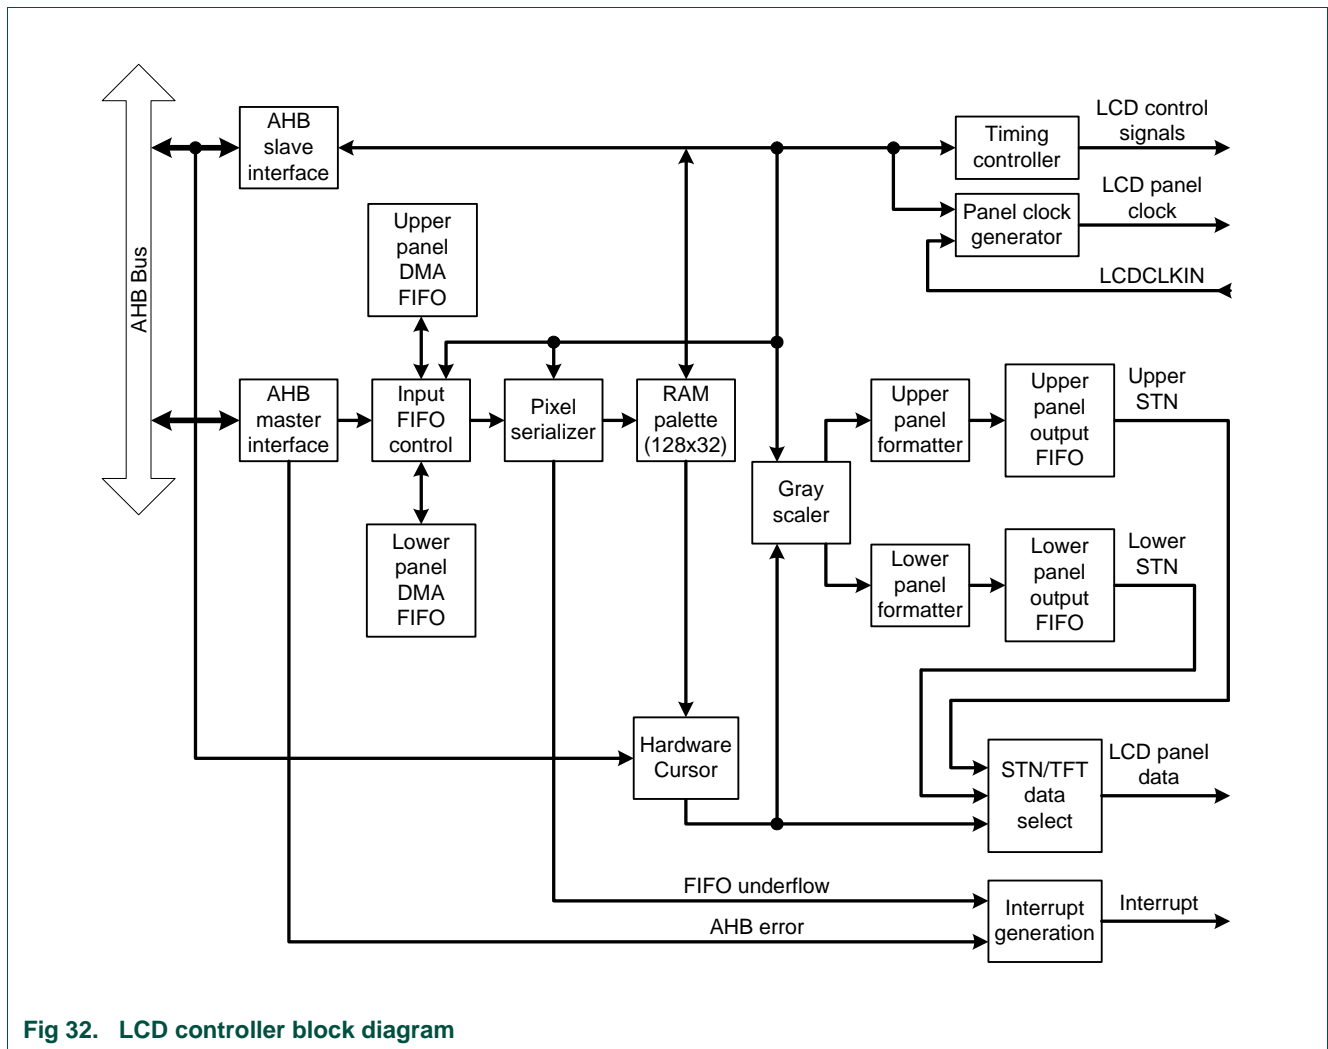 AHB
slave
interface
Timing
controller
LCD control
signals
Panel clock
generator
LCD panel
clock
LCDCLKIN
AHB Bus
Upper
panel
DMA
FIFO
AHB
master
interface
Input
FIFO
control
Pixel
serializer
RAM
palette
(128x32)
Upper
panel
formatter
Upper
panel
output
FIFO
Upper
STN
Gray
scaler
Lower
panel
DMA
FIFO
Lower
panel
formatter
Lower
panel
output
FIFO
Lower
STN
Hardware
Cursor
STN/TFT
data
select
LCD panel
data
FIFO underflow
AHB error
Interrupt
generation
Interrupt
Fig 32. LCD controller block diagram